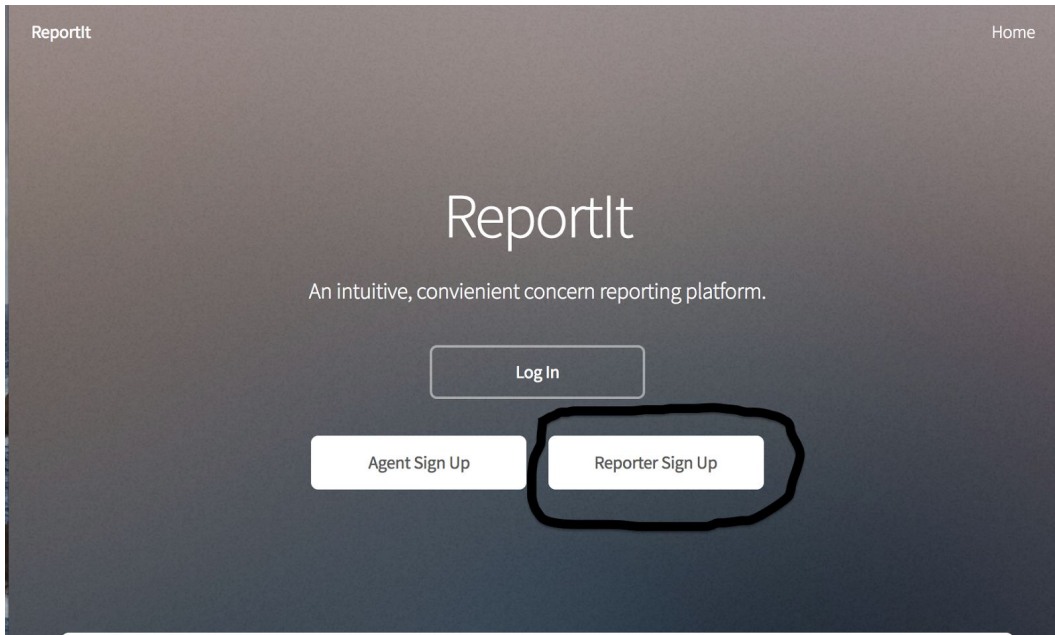 ReportIt Home
ReportIt
An intuitive, convienient concern reporting platform.
Log In
Agent Sign Up Reporter Sign Up